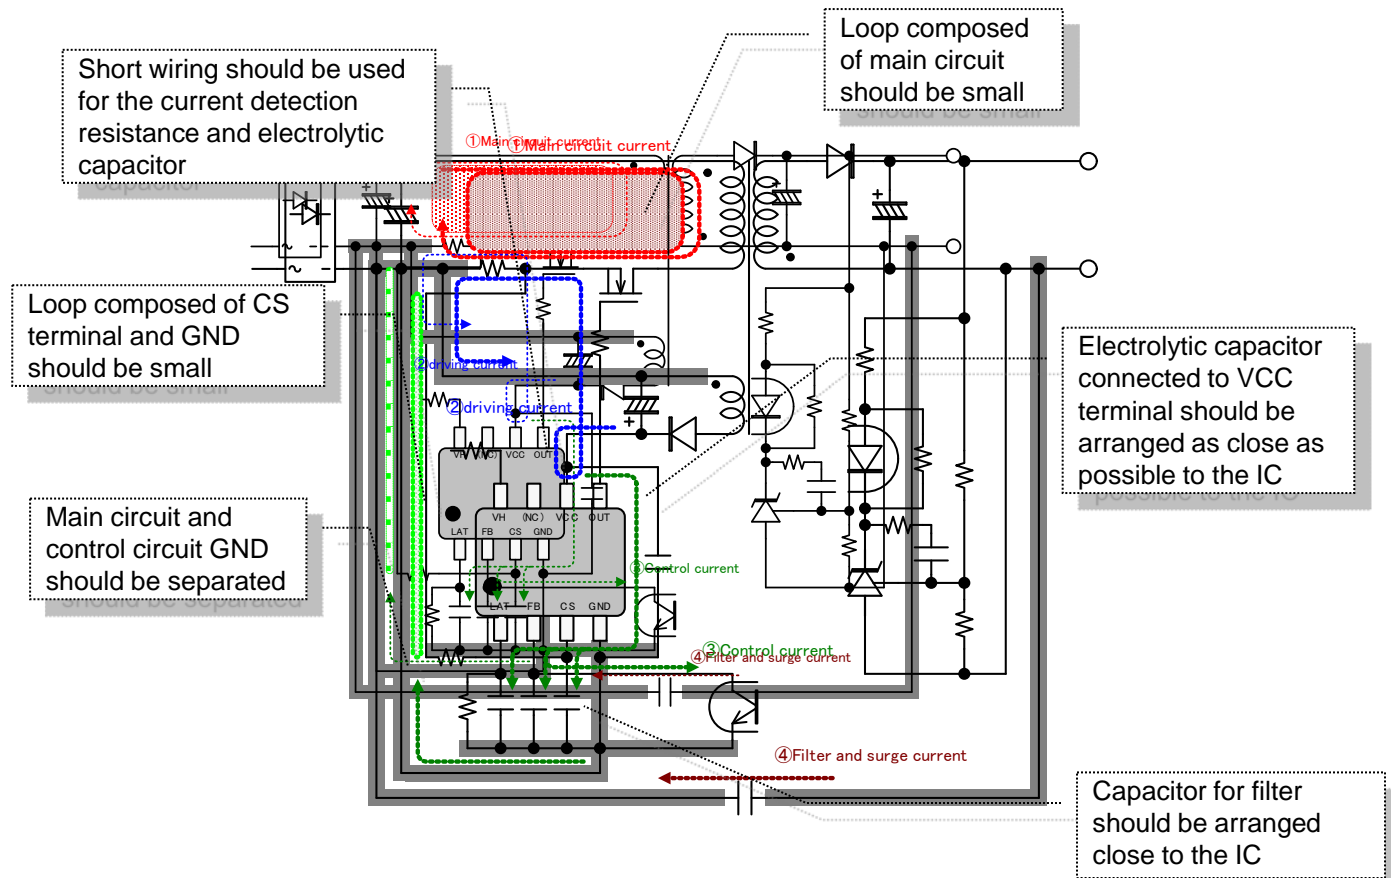 Loop composed
of main circuit
should be small
Short wiring should be used
for the current detection
resistance and electrolytic
capacitor
①Main circuit current
①Main circuit current
Loop composed of CS
terminal and GND
should be small
Electrolytic capacitor
connected to VCC
terminal should be
arranged as close as
possible to the IC
②driving current
②driving current
VH (NC) VCC OUT
VH (NC) VCC OUT
LAT FB CS GND
Main circuit and
control circuit GND
should be separated
③Control current
LAT FB CS GND
③Control current
④Filter and surge current
④Filter and surge current
Capacitor for filter
should be arranged
close to the IC